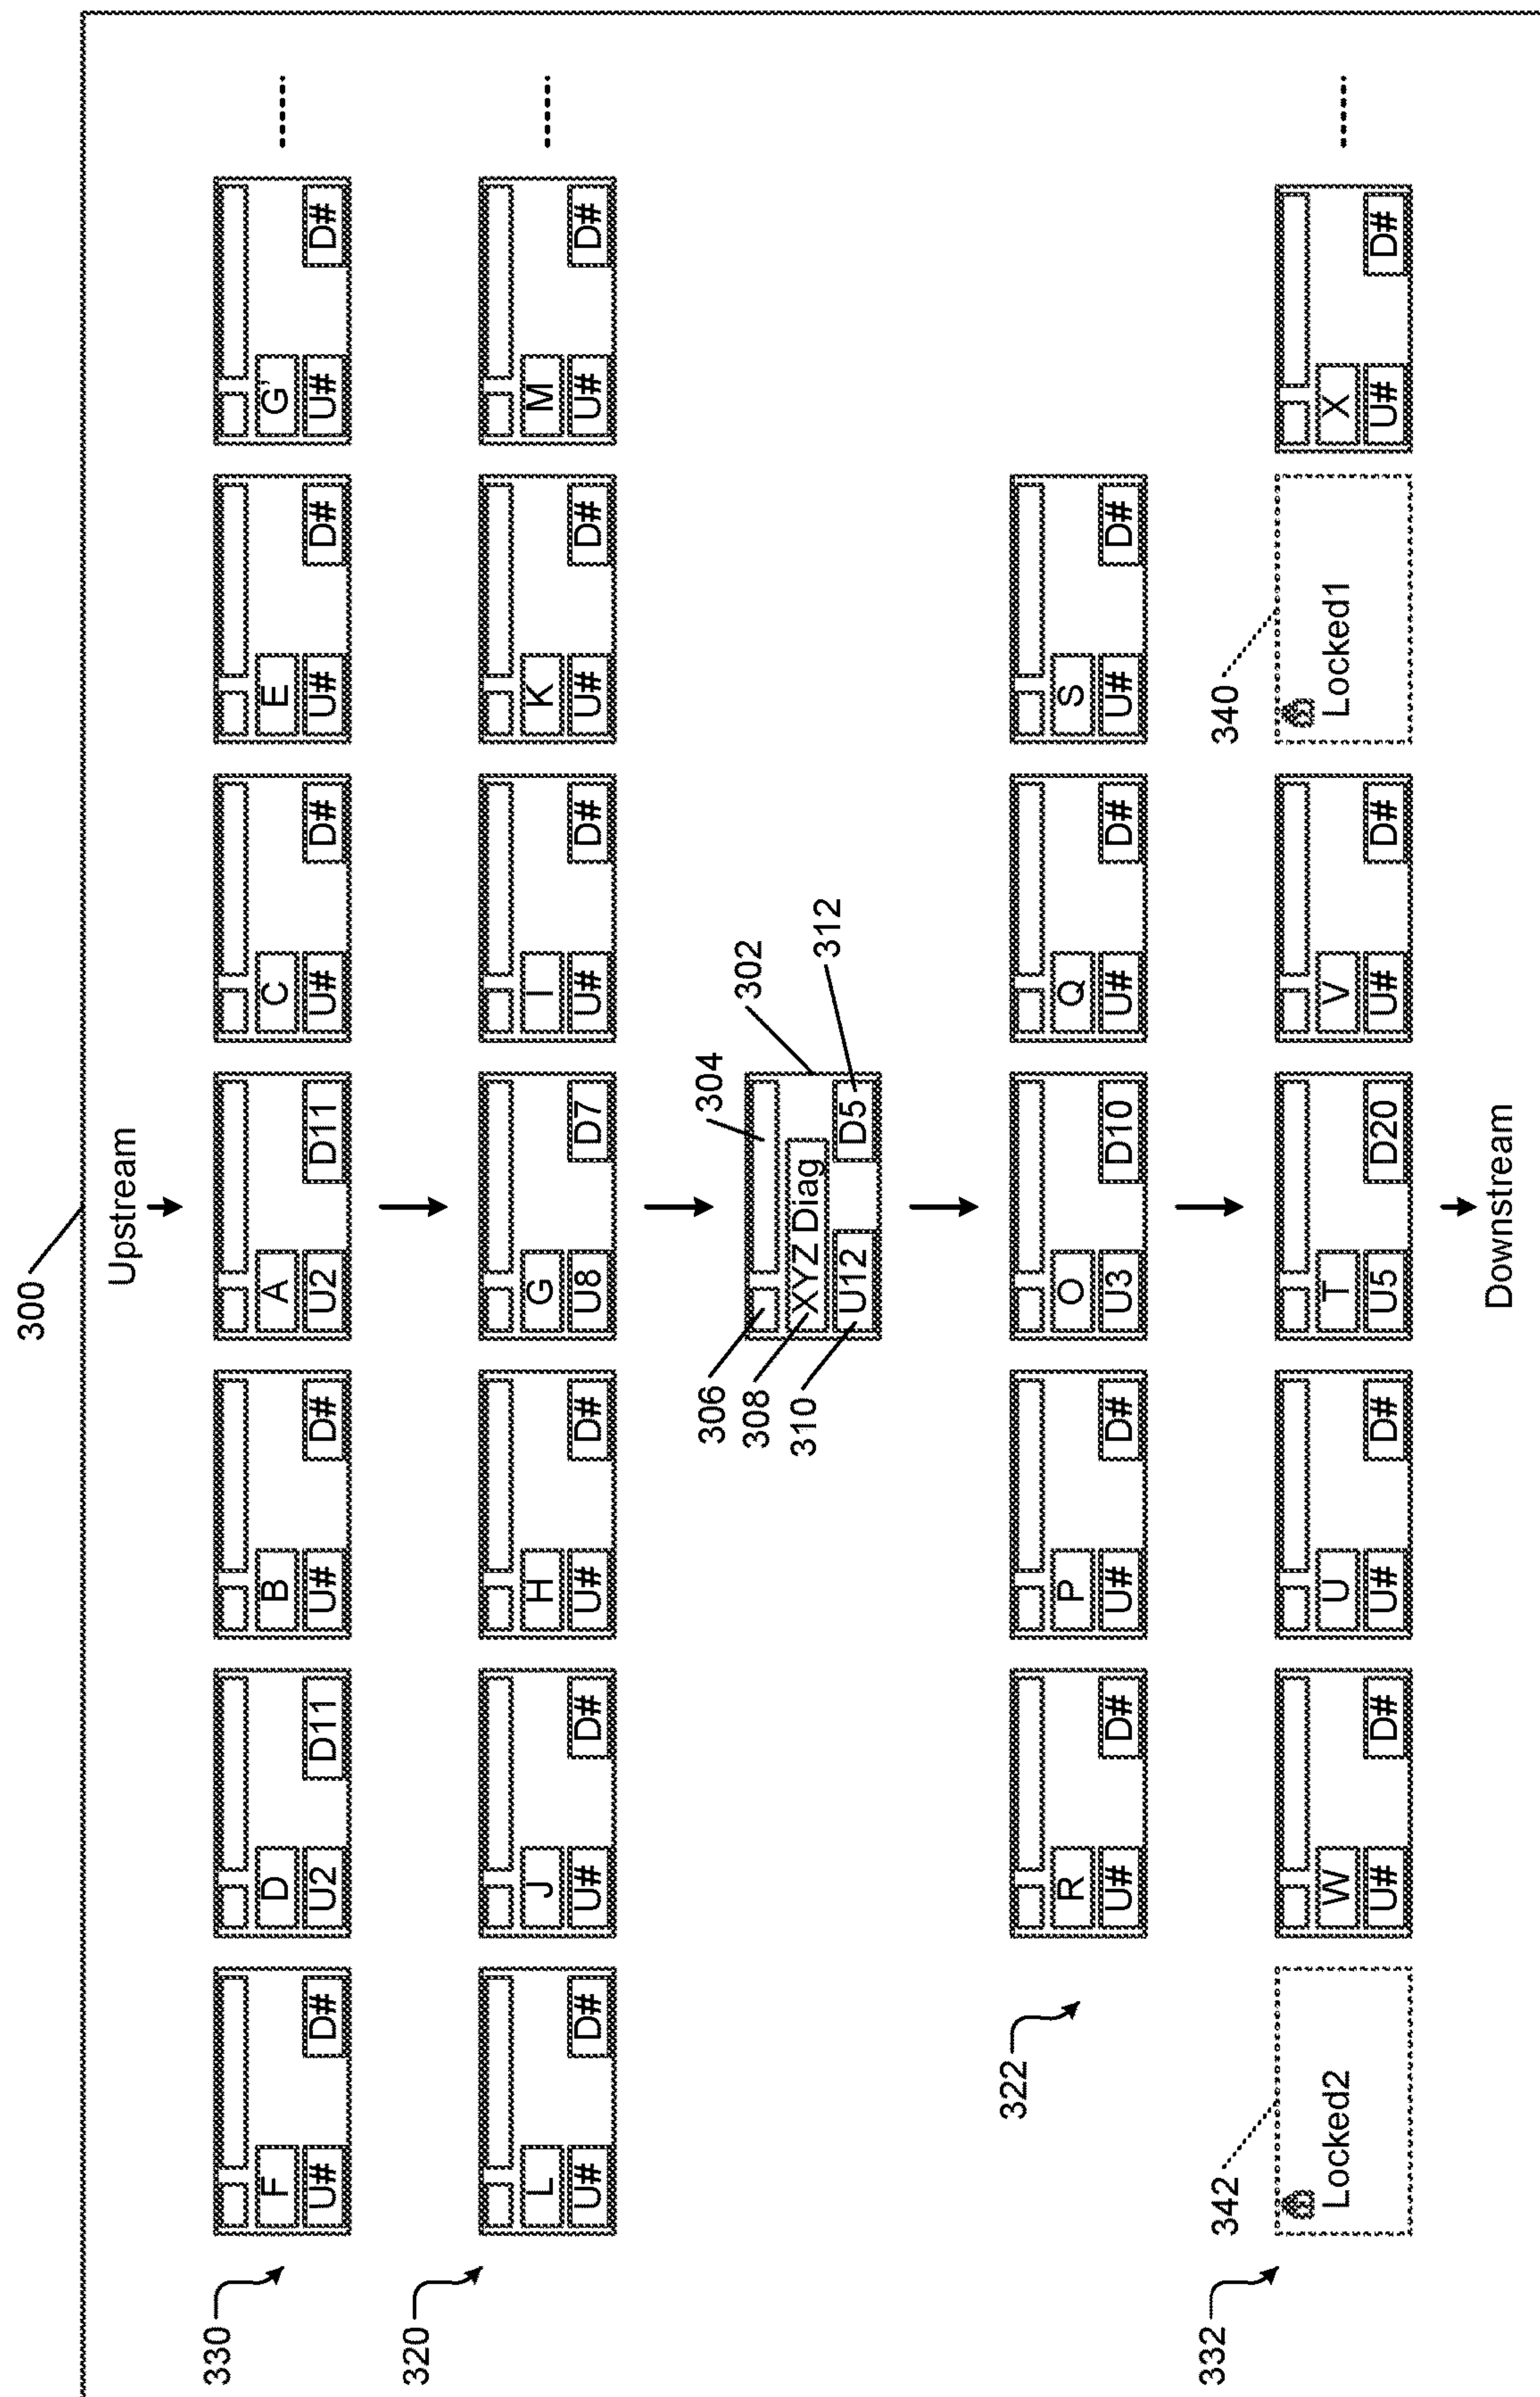 300
Upstream
330
F
U#
D#
D
U2
D11
B
U#
D#
A
U2
D11
C
U#
D#
E
U#
D#
G'
U#
D#
320
L
U#
D#
J
U#
D#
H
U#
D#
G
U8
D7
I
U#
D#
K
U#
D#
M
U#
D#
306
308
310
304
302
312
XYZ Diag
U12
D5
322
R
U#
D#
P
U#
D#
O
U3
D10
Q
U#
D#
S
U#
D#
332
342
Locked2
W
U#
D#
U
U#
D#
T
U5
D20
V
U#
D#
340
Locked1
X
U#
D#
Downstream